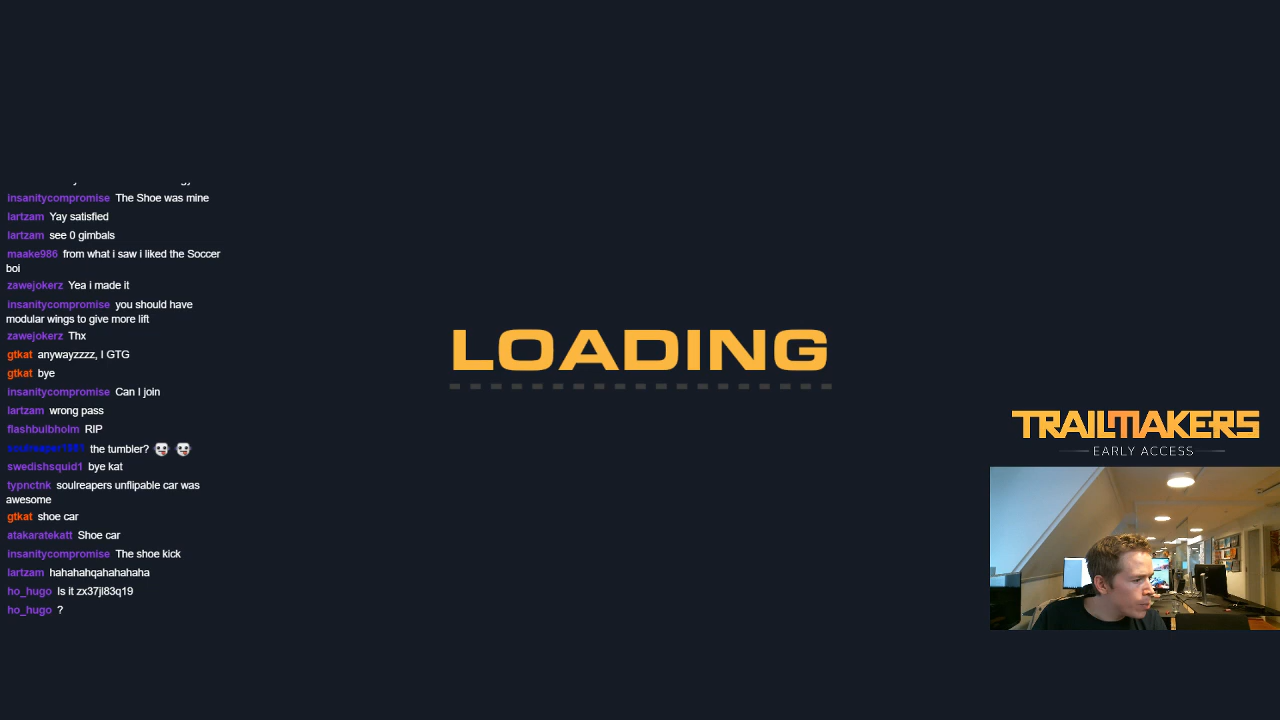 insanitycompromise The Shoe was mine
lartzam Yay satisfied
lartzam see 0 gimbals
maake986 from what i saw i liked the Soccer
boi
zawejokerz Yea i made it
insanitycompromise you should have
modular wings to give more lift
zawejokerz Thx
gtkat anywayzzzz, I GTG
gtkat bye
insanitycompromise Can I join
lartzam wrong pass
flashbulbholm RIP
the tumbler?
swedishsquid1 bye kat
typnctnk soulreapers unflipable car was
awesome
gtkat shoe car
atakaratekatt Shoe car
insanitycompromise The shoe kick
lartzam hahahahqahahahaha
ho_hugo Is it zx37jl83q19
ho_hugo ?
LOADING
TRAILMAKERS
EARLY ACCESS